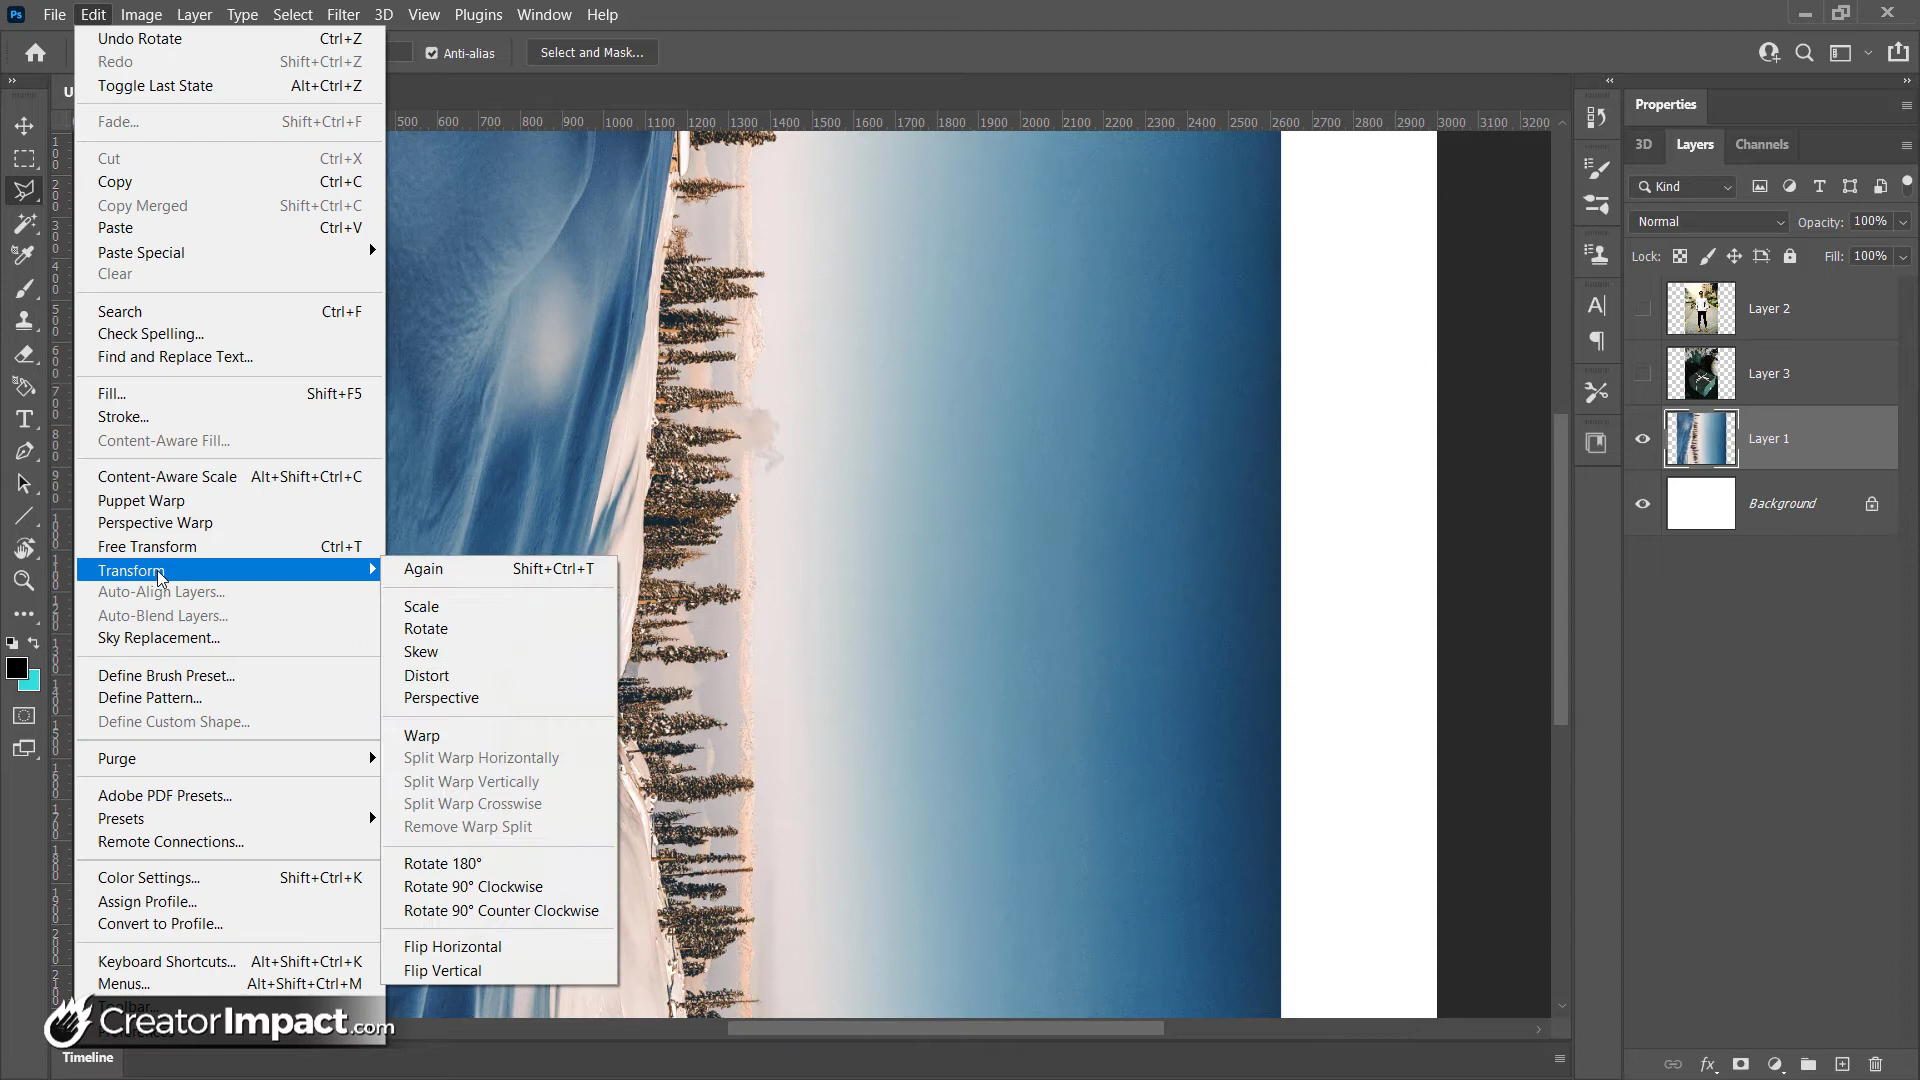 Ps File Edit Image Layer Type Select Filter 3D View Plugins Window Help
Anti-alias Select and Mask...
U
500 600 700 800 900 1000 1100 1200 1300 1400 1500 1600 1700 1800 1900 2000 2100 2200 2300 2400 2500 2600 2700 2800 2900 3000 3100 3200
Undo Rotate Ctrl+Z
Redo Shift+Ctrl+Z
Toggle Last State Alt+Ctrl+Z
Fade... Shift+Ctrl+F
Cut Ctrl+X
Copy Ctrl+C
Copy Merged Shift+Ctrl+C
Paste Ctrl+V
Paste Special
Clear
Search Ctrl+F
Check Spelling...
Find and Replace Text...
Fill... Shift+F5
Stroke...
Content-Aware Fill...
Content-Aware Scale Alt+Shift+Ctrl+C
Puppet Warp
Perspective Warp
Free Transform Ctrl+T
Transform
Auto-Align Layers...
Auto-Blend Layers...
Sky Replacement...
Define Brush Preset...
Define Pattern...
Define Custom Shape...
Purge
Adobe PDF Presets...
Presets
Remote Connections...
Color Settings... Shift+Ctrl+K
Assign Profile...
Convert to Profile...
Keyboard Shortcuts... Alt+Shift+Ctrl+K
Menus... Alt+Shift+Ctrl+M
Toolbar...
CreatorImpact.com
Timeline
Again Shift+Ctrl+T
Scale
Rotate
Skew
Distort
Perspective
Warp
Split Warp Horizontally
Split Warp Vertically
Split Warp Crosswise
Remove Warp Split
Rotate 180°
Rotate 90° Clockwise
Rotate 90° Counter Clockwise
Flip Horizontal
Flip Vertical
Properties
3D Layers Channels
Kind
Normal Opacity: 100%
Lock: Fill: 100%
Layer 2
Layer 3
Layer 1
Background